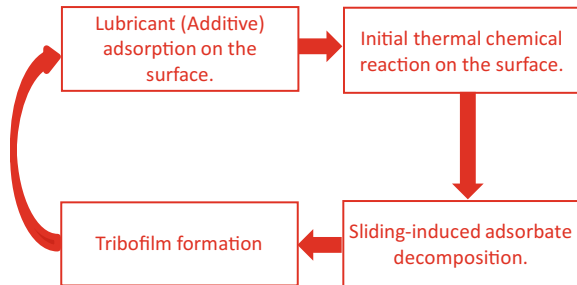 Lubricant (Additive)
adsorption on the
surface.
Initial thermal chemical
reaction on the surface.
Tribofilm formation
Sliding-induced adsorbate
decomposition.